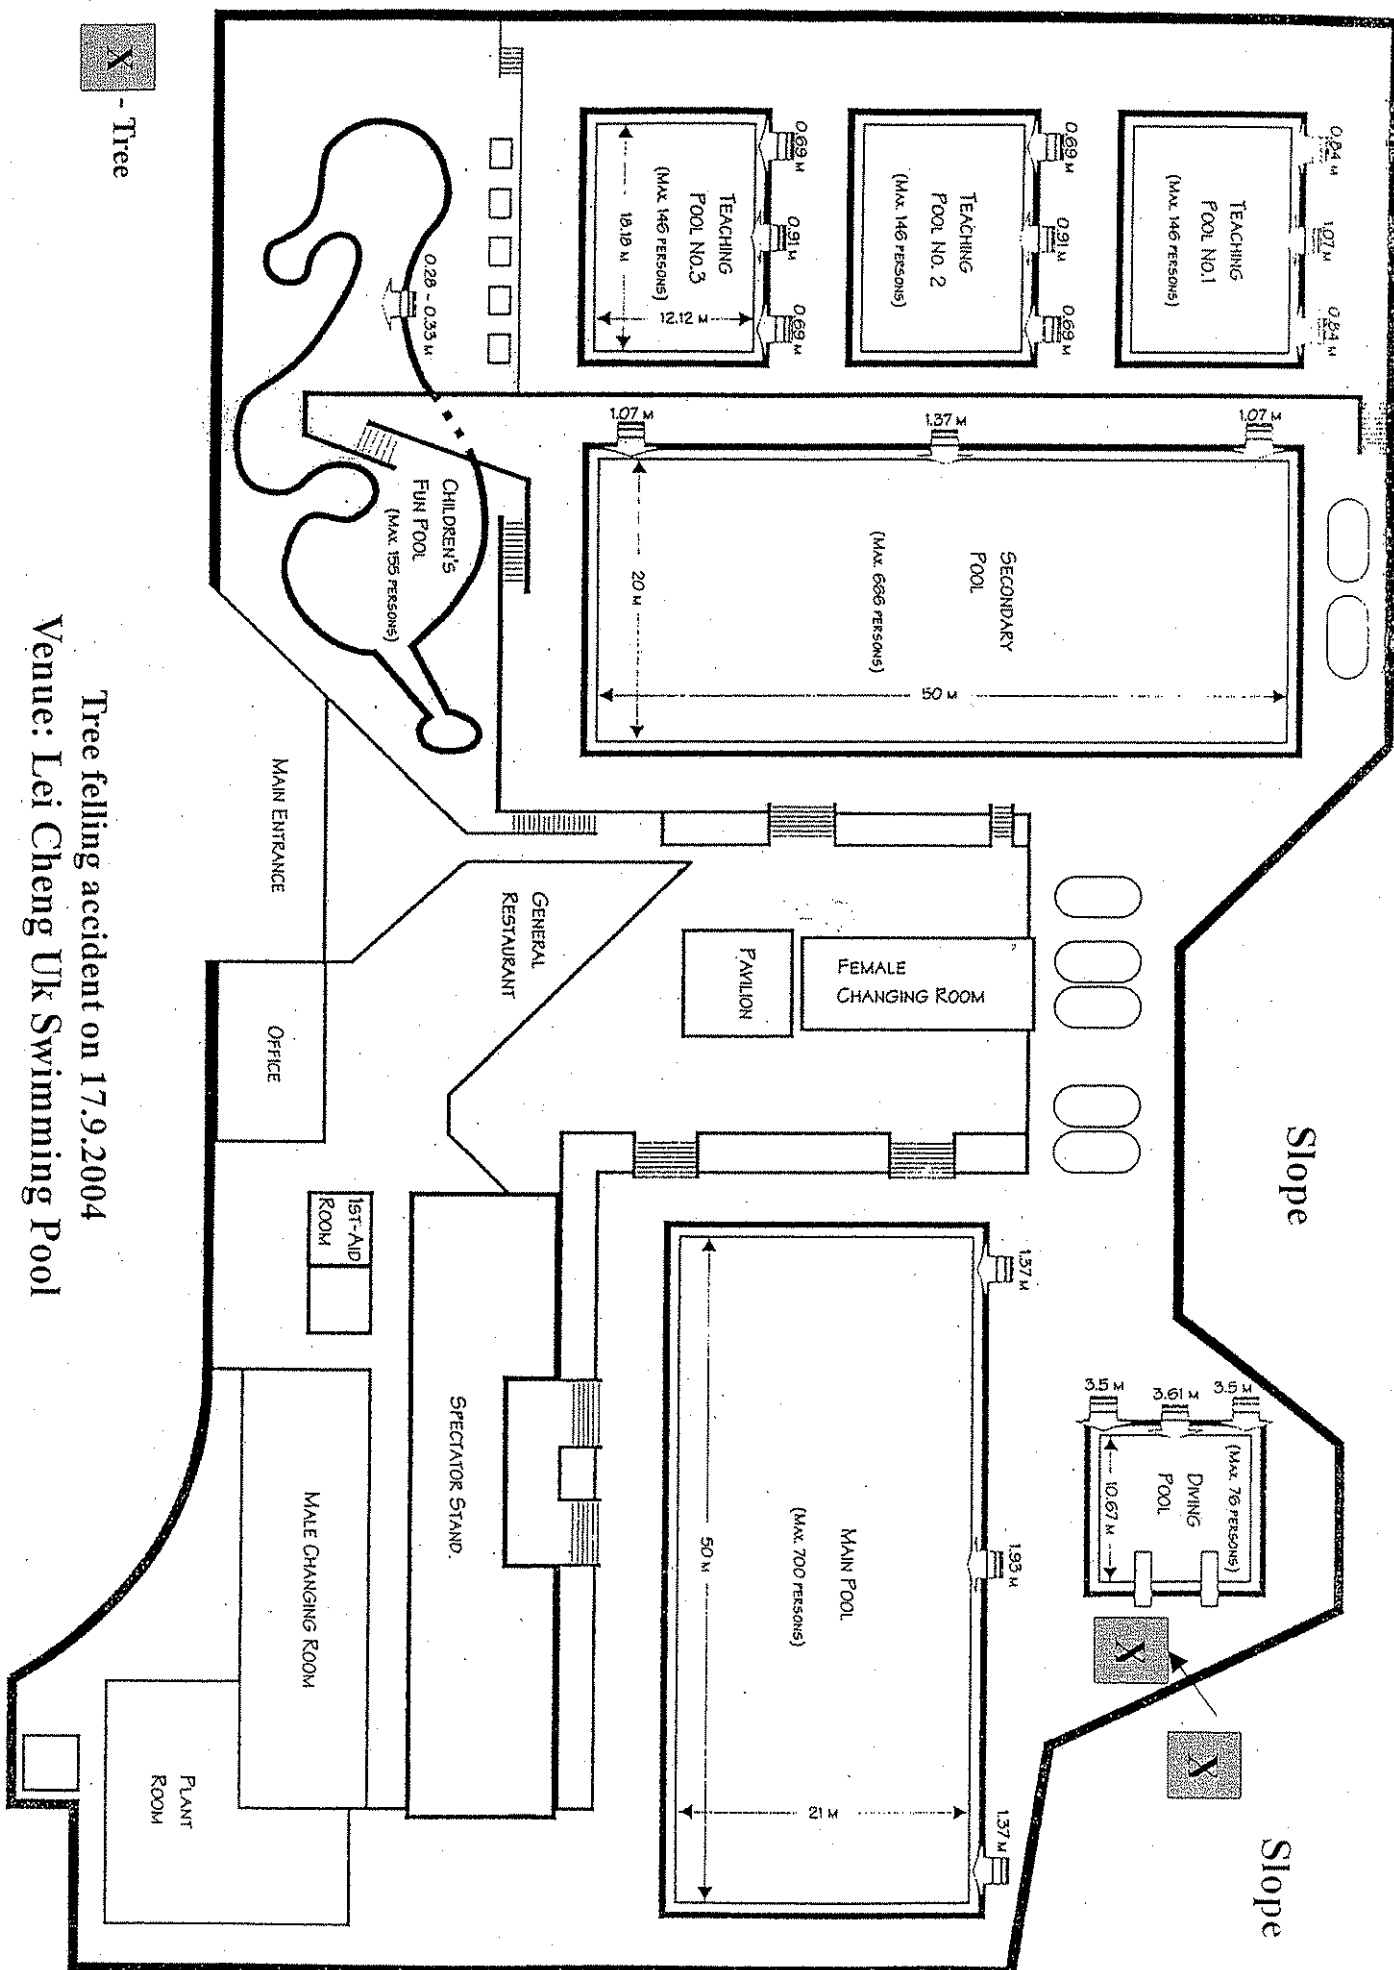 Slope
Slope
0.84 M
1.07 M
0.84 M
TEACHING
POOL NO.1
(MAX. 146 PERSONS)
0.69 M
0.91 M
0.69 M
TEACHING
POOL NO. 2
(MAX. 146 PERSONS)
0.69 M
0.91 M
0.69 M
TEACHING
POOL NO.3
(MAX. 146 PERSONS)
18.18 M
12.12 M
1.07 M
1.37 M
1.07 M
SECONDARY
POOL
(MAX. 666 PERSONS)
20 M
50 M
0.28 ~ 0.33 M
CHILDREN'S
FUN POOL
(MAX. 155 PERSONS)
MAIN ENTRANCE
OFFICE
GENERAL
RESTAURANT
PAVILION
FEMALE
CHANGING ROOM
3.5 M
3.61 M
3.5 M
(MAX. 76 PERSONS)
DIVING
POOL
10.67 M
X
X
1.37 M
1.93 M
1.37 M
MAIN POOL
(MAX. 700 PERSONS)
50 M
21 M
SPECTATOR STAND.
1ST-AID
ROOM
MALE CHANGING ROOM
PLANT
ROOM
X - Tree
Tree felling accident on 17.9.2004
Venue: Lei Cheng Uk Swimming Pool